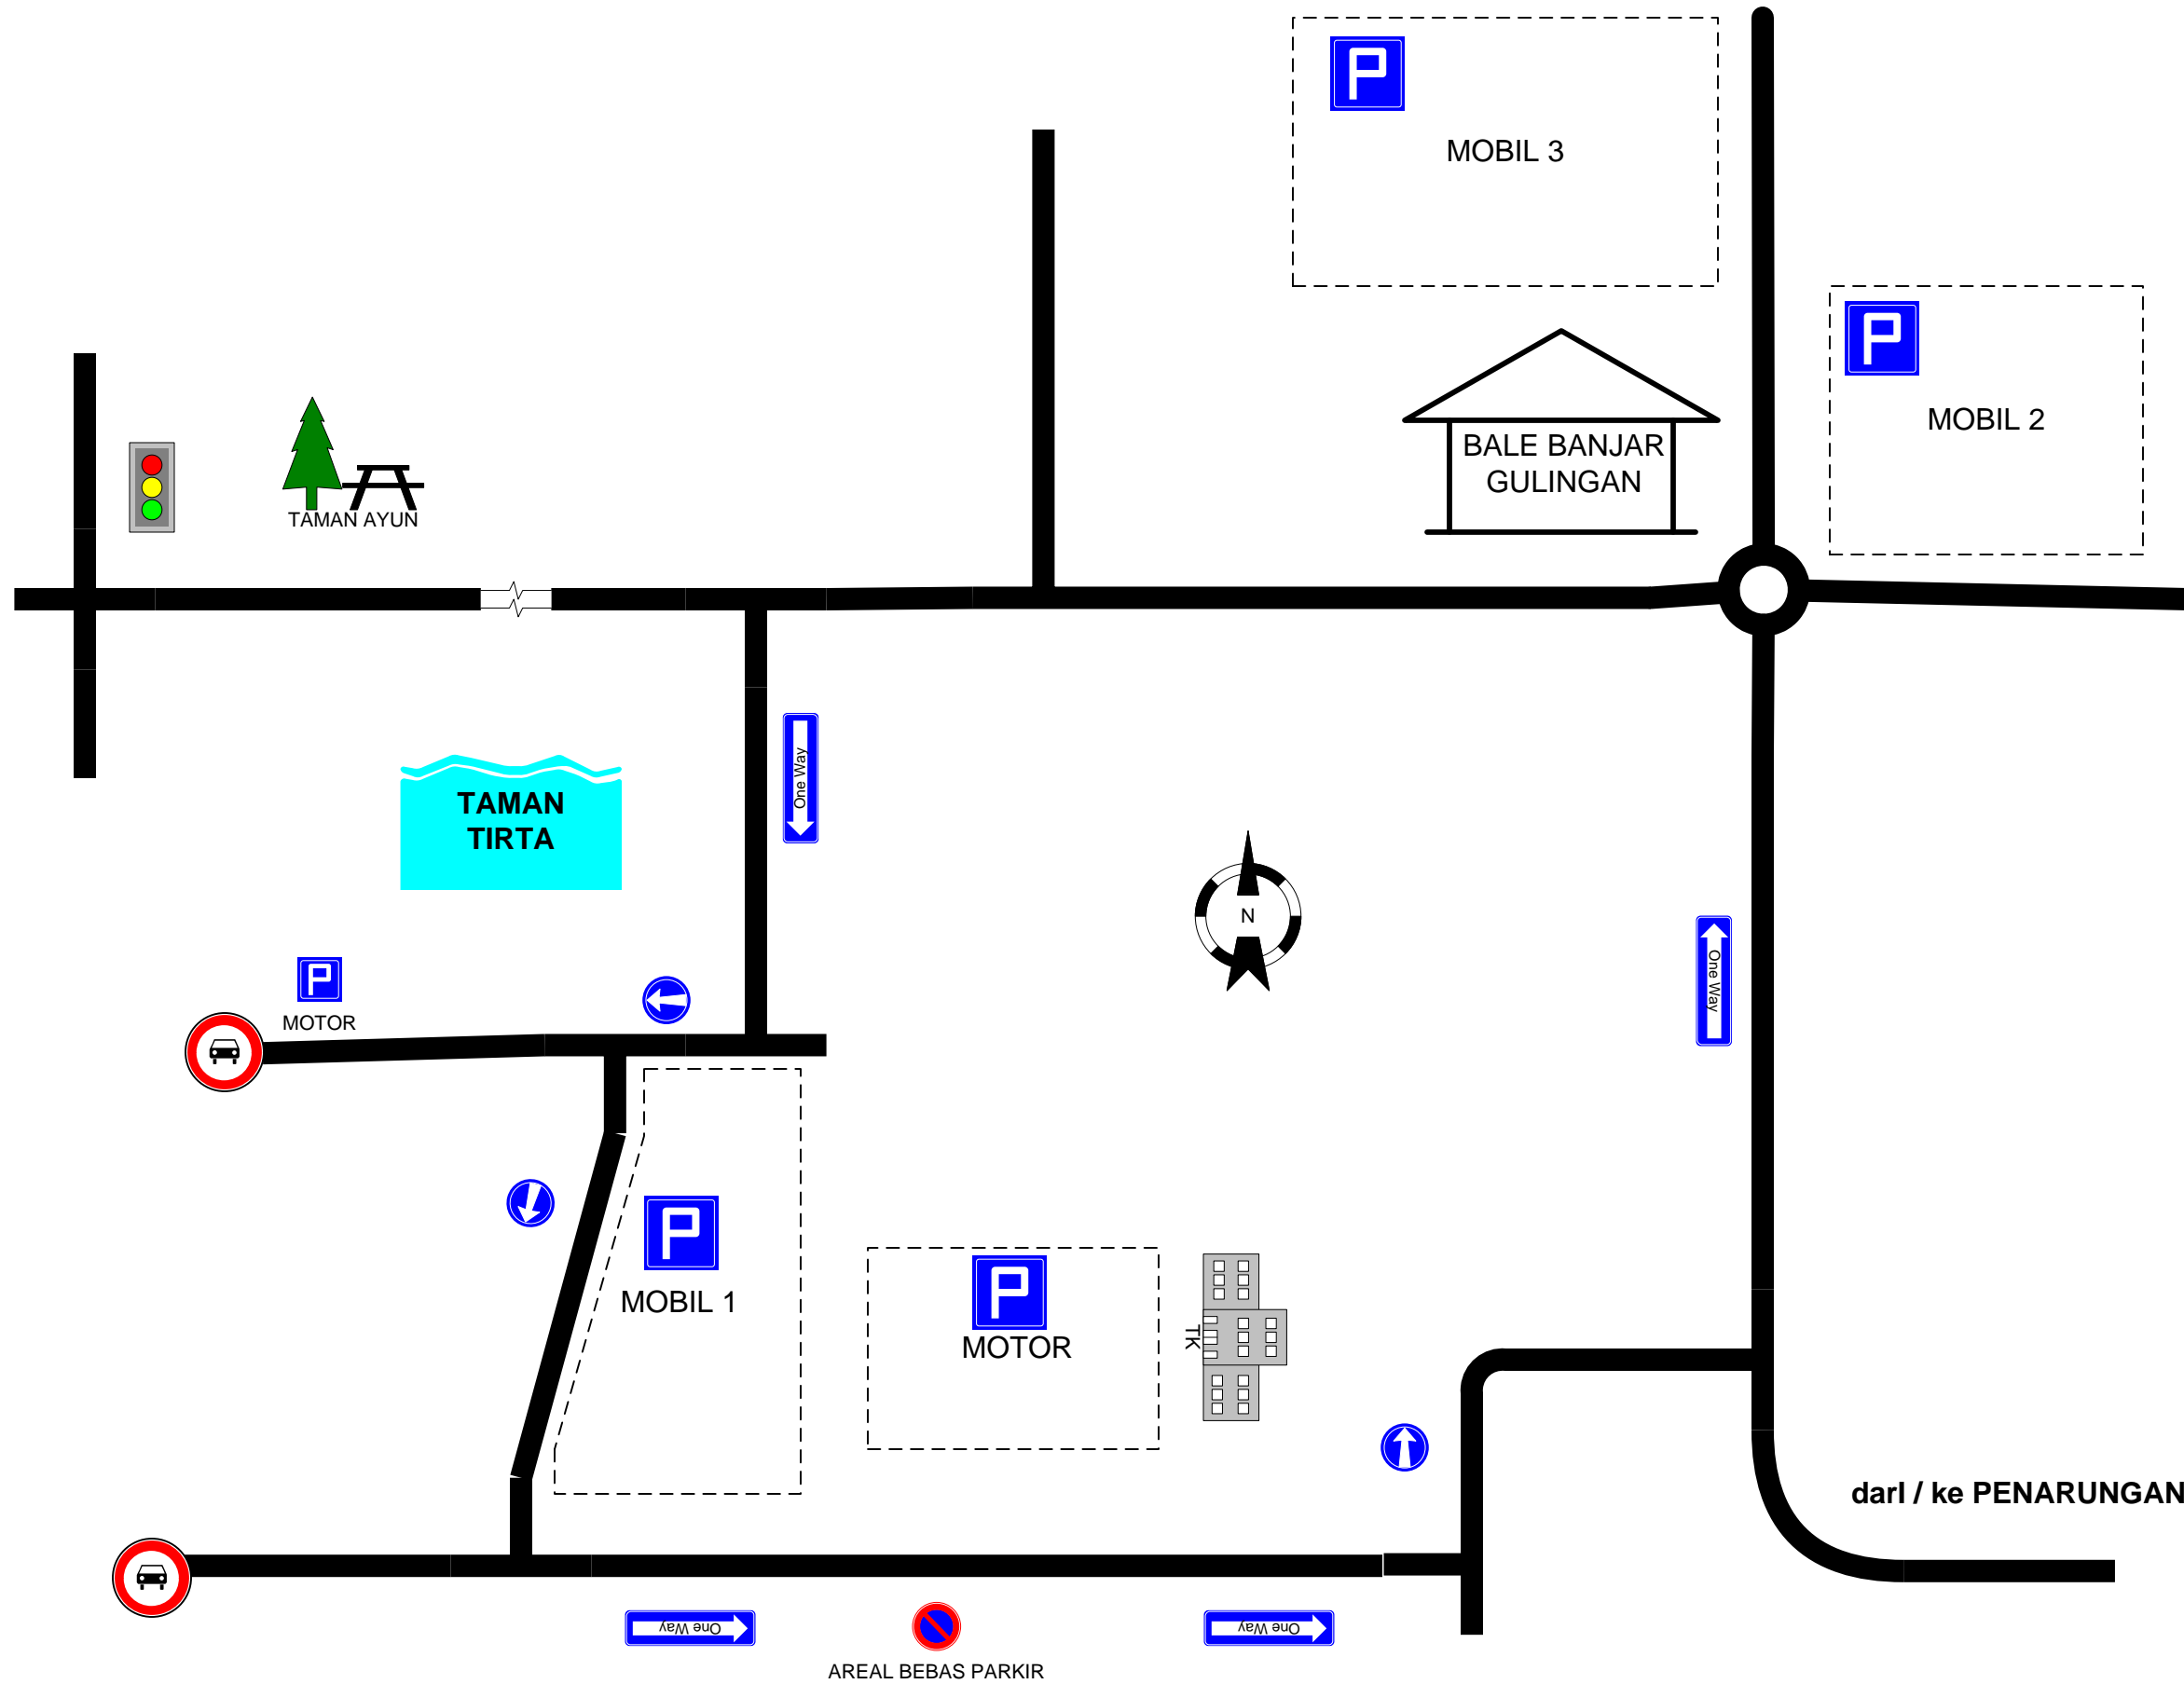 P
MOBIL 3
P
MOBIL 2
BALE BANJAR
GULINGAN
TAMAN AYUN
One Way
TAMAN
TIRTA
N
One Way
P
MOTOR
P
MOBIL 1
P
MOTOR
TK
darI / ke PENARUNGAN
One Way
One Way
AREAL BEBAS PARKIR